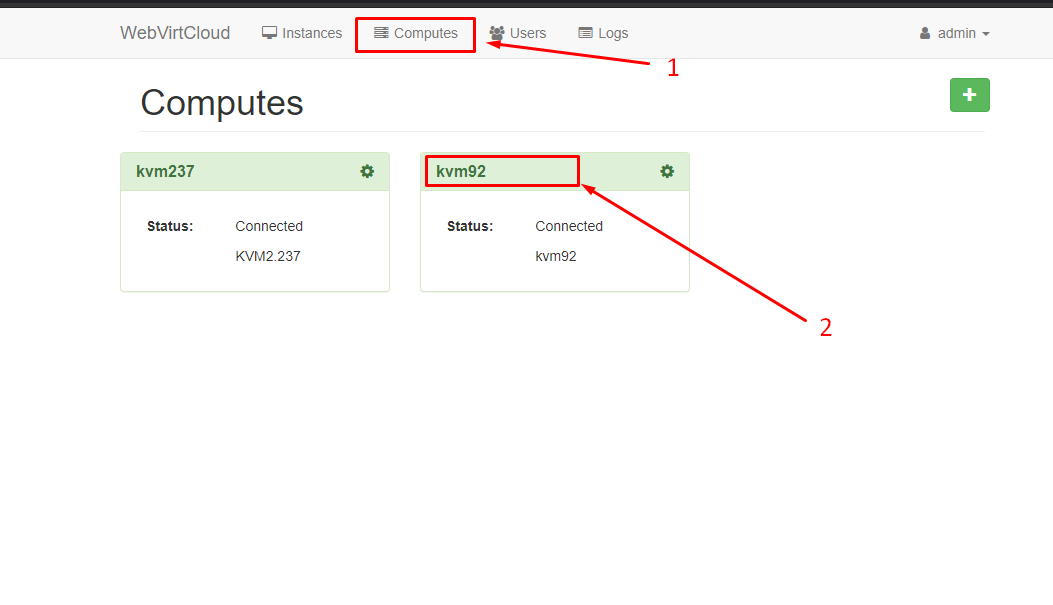 WebVirtCloud Instances Computes Users Logs admin
1
Computes
kvm237
Status: Connected
KVM2.237
kvm92
Status: Connected
kvm92
2